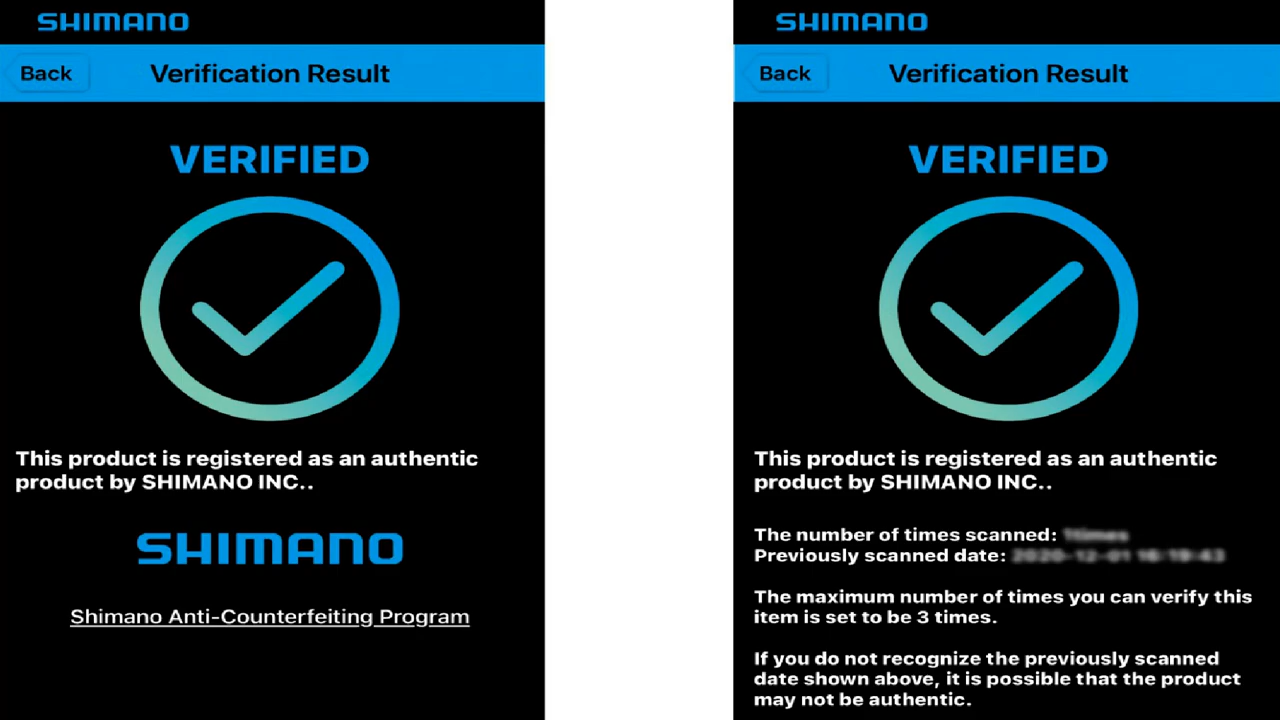 SHIMANO
Back
Verification Result
VERIFIED
This product is registered as an authentic
product by SHIMANO INC..
SHIMANO
Shimano Anti-Counterfeiting Program
SHIMANO
Back
Verification Result
VERIFIED
This product is registered as an authentic
product by SHIMANO INC..
The number of times scanned:
Previously scanned date:
The maximum number of times you can verify this
item is set to be 3 times.
If you do not recognize the previously scanned
date shown above, it is possible that the product
may not be authentic.